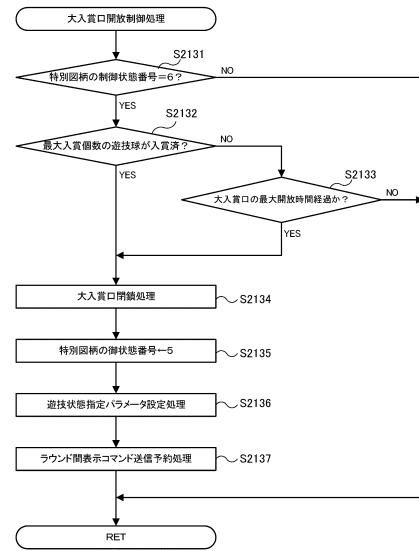 大入賞口開放制御処理
S2131
特別図柄の制御状態番号=6?
NO
YES
S2132
最大入賞個数の遊技球が入賞済?
NO
YES
S2133
大入賞口の最大開放時間経過か?
NO
YES
大入賞口閉鎖処理
S2134
特別図柄の御状態番号←5
S2135
遊技状態指定パラメータ設定処理
S2136
ラウンド間表示コマンド送信予約処理
S2137
RET